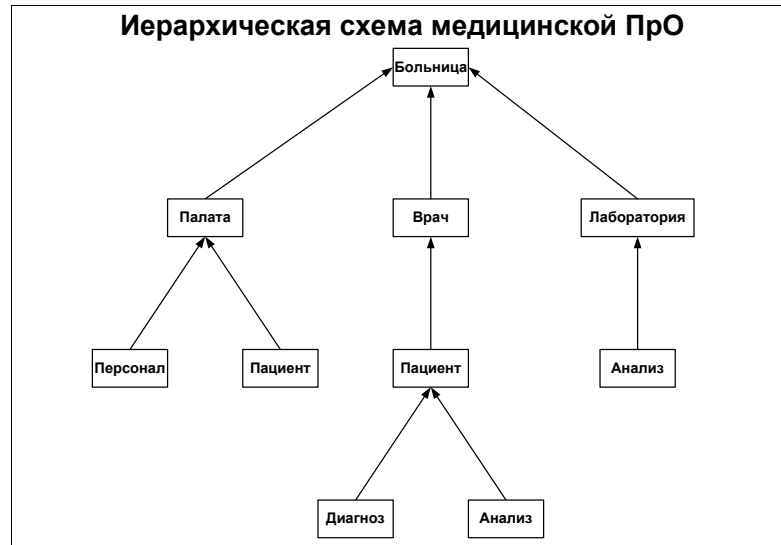 Иерархическая схема медицинской ПрО
Больница
Палата
Врач
Лаборатория
Персонал
Пациент
Пациент
Анализ
Диагноз
Анализ